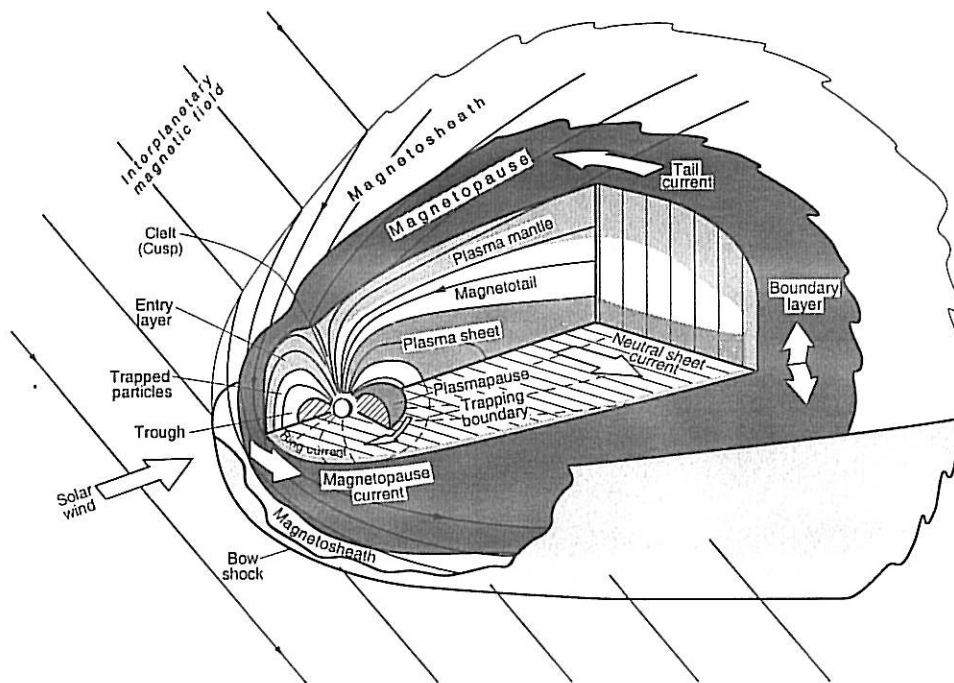 Interplanetary
magnetic field
Magnetosheath
Magnetopause
Tail
current
Cleft
(Cusp)
Plasma mantle
Magnetotail
Boundary
layer
Entry
layer
Plasma sheet
Neutral sheet
current
Plasmapause
Trapping
boundary
Trapped
particles
Trough
Ring current
Magnetopause
current
Solar
wind
Magnetosheath
Bow
shock